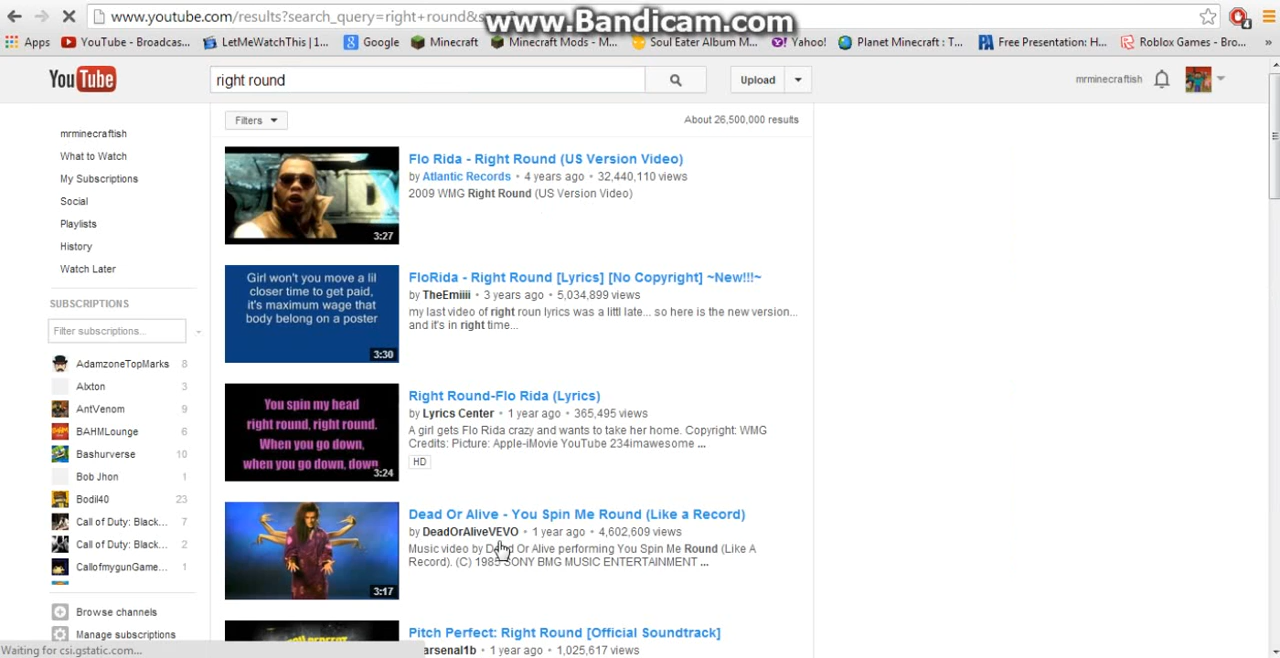 www.Bandicam.com
www.youtube.com/results?search_query=right+round&s
Apps YouTube - Broadcas... LetMeWatchThis | 1... Google Minecraft Minecraft Mods - M... Soul Eater Album M... Yahoo! Planet Minecraft : T... Free Presentation: H... Roblox Games - Bro... »
YouTube right round Upload mrminecraftish
Filters About 26,500,000 results
mrminecraftish
What to Watch
My Subscriptions
Social
Playlists
History
Watch Later
SUBSCRIPTIONS
Filter subscriptions...
AdamzoneTopMarks 8
Alxton 3
AntVenom 9
BAHMLounge 6
Bashurverse 10
Bob Jhon 1
Bodil40 23
Call of Duty: Black... 7
Call of Duty: Black... 2
CallofmygunGame... 1
Browse channels
Manage subscriptions
Waiting for csi.gstatic.com...
Flo Rida - Right Round (US Version Video)
by Atlantic Records • 4 years ago • 32,440,110 views
2009 WMG Right Round (US Version Video)
3:27
Girl won't you move a lil
closer time to get paid,
it's maximum wage that
body belong on a poster
3:30
FloRida - Right Round [Lyrics] [No Copyright] ~New!!!~
by TheEmiiii • 3 years ago • 5,034,899 views
my last video of right roun lyrics was a littl late... so here is the new version...
and it's in right time...
You spin my head
right round, right round.
When you go down,
when you go down, down
3:24
Right Round-Flo Rida (Lyrics)
by Lyrics Center • 1 year ago • 365,495 views
A girl gets Flo Rida crazy and wants to take her home. Copyright: WMG
Credits: Picture: Apple-iMovie YouTube 234imawesome ...
HD
3:17
Dead Or Alive - You Spin Me Round (Like a Record)
by DeadOrAliveVEVO • 1 year ago • 4,602,609 views
Music video by Dead Or Alive performing You Spin Me Round (Like A
Record). (C) 1985 SONY BMG MUSIC ENTERTAINMENT ...
Pitch Perfect: Right Round [Official Soundtrack]
arsenal1b • 1 year ago • 1,025,617 views